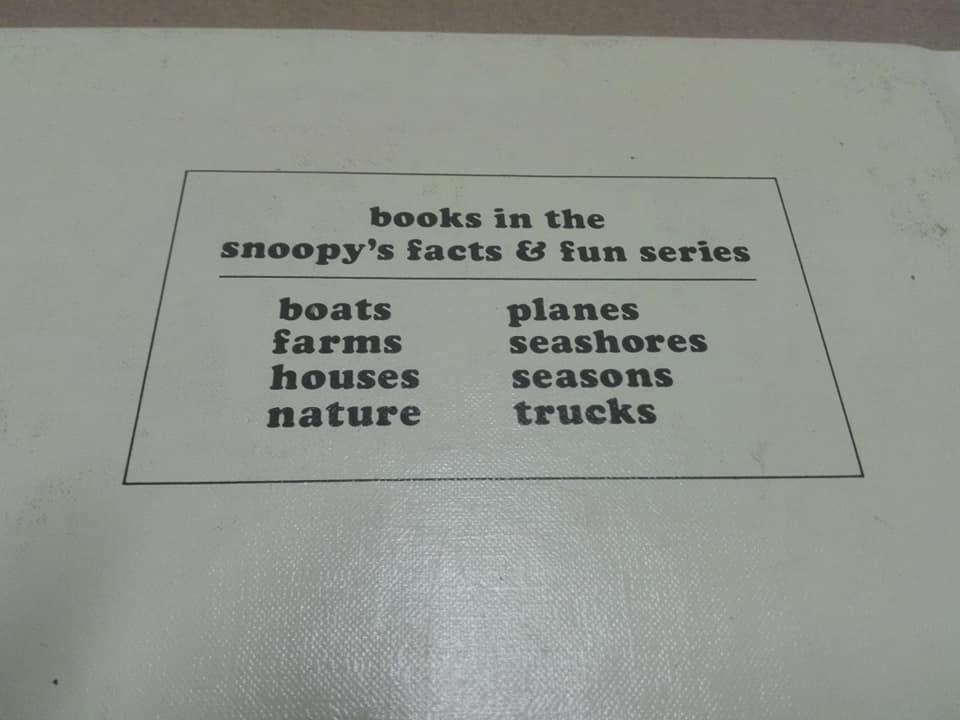 books in the
snoopy's facts & fun series
boats
farms
houses
nature
planes
seashores
seasons
trucks